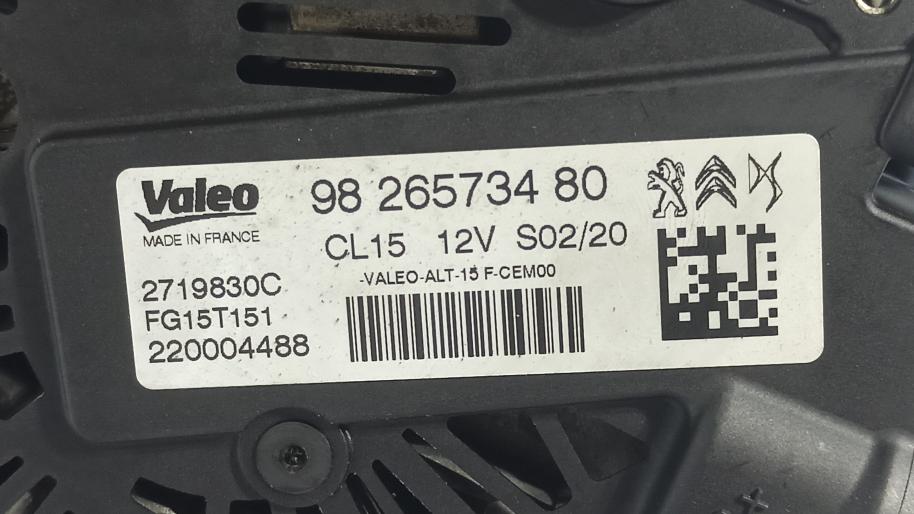 Valeo
MADE IN FRANCE
2719830C
FG15T151
220004488
98 265734 80
CL15 12V S02/20
-VALEO-ALT-15 F-CEM00